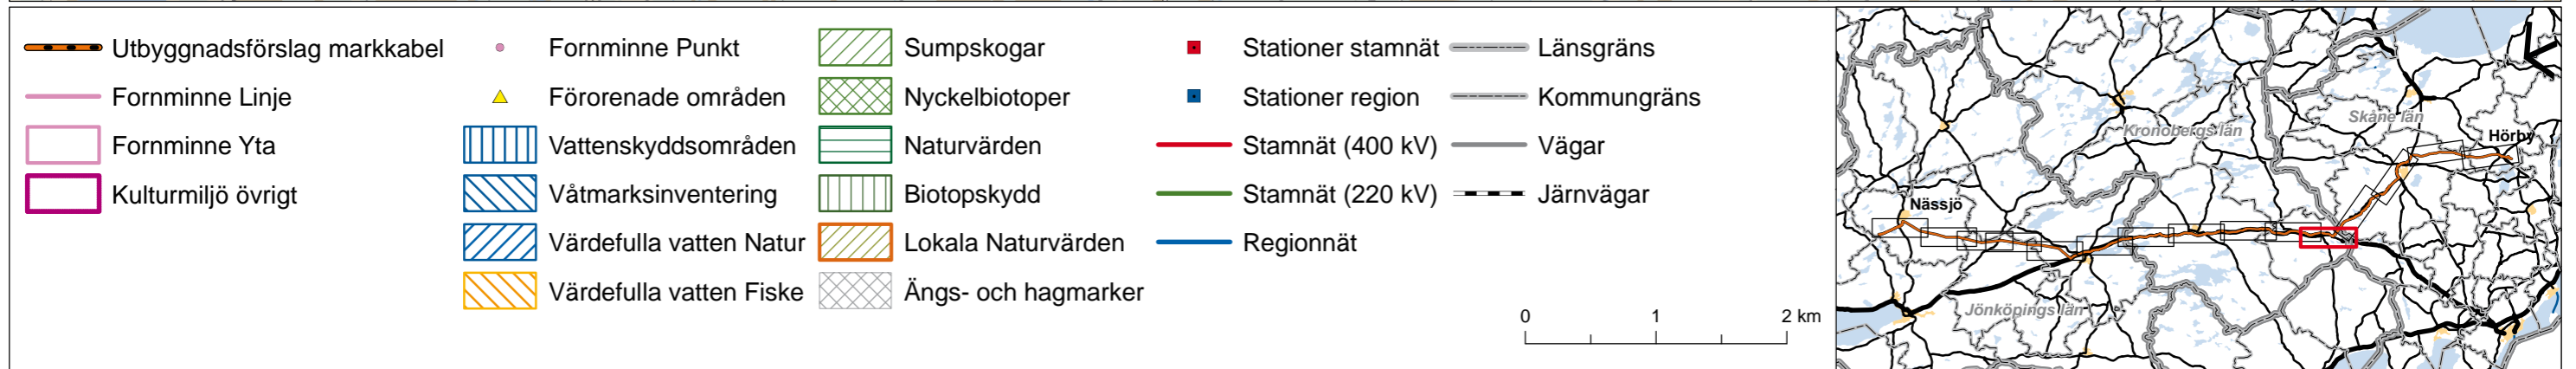 Utbyggnadsförslag markkabel
Fornminne Linje
Fornminne Yta
Kulturmiljö övrigt
Fornminne Punkt
Förorenade områden
Vattenskyddsområden
Våtmarksinventering
Värdefulla vatten Natur
Värdefulla vatten Fiske
Sumpskogar
Nyckelbiotoper
Naturvärden
Biotopskydd
Lokala Naturvärden
Ängs- och hagmarker
Stationer stamnät
Stationer region
Stamnät (400 kV)
Stamnät (220 kV)
Regionnät
Länsgräns
Kommungräns
Vägar
Järnvägar
0 1 2 km
Skåne län
Kronobergs län
Hörby
Nässjö
Jönköpings län